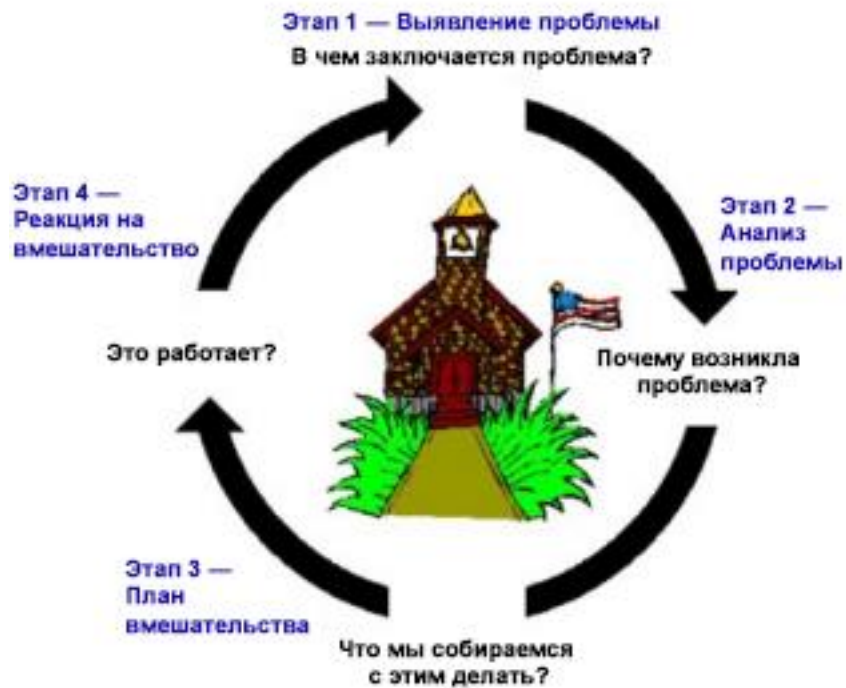 Этап 1 — Выявление проблемы
В чем заключается проблема?
Этап 2 —
Анализ
проблемы
Почему возникла
проблема?
Этап 3 —
План
вмешательства
Что мы собираемся
с этим делать?
Этап 4 —
Реакция на
вмешательство
Это работает?